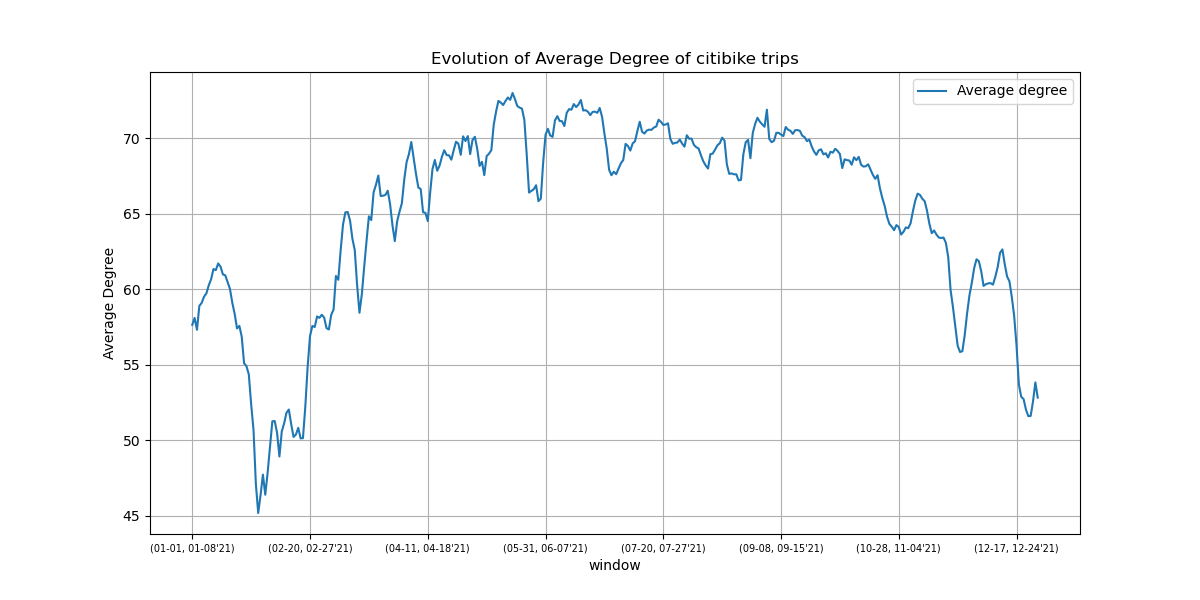 Evolution of Average Degree of citibike trips
Average degree
Average Degree
70
65
60
55
50
45
(01-01, 01-08'21) (02-20, 02-27'21) (04-11, 04-18'21) (05-31, 06-07'21) (07-20, 07-27'21) (09-08, 09-15'21) (10-28, 11-04'21) (12-17, 12-24'21)
window